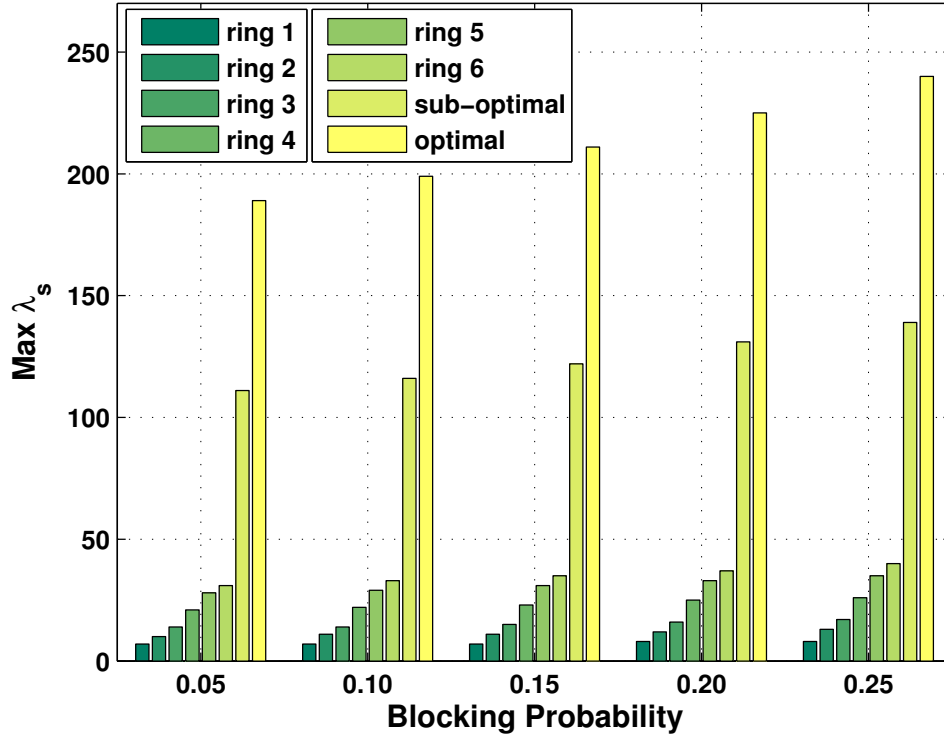 ring 1
ring 2
ring 3
ring 4
ring 5
ring 6
sub-optimal
optimal
250
200
150
100
50
0
Max λs
0.05 0.10 0.15 0.20 0.25
Blocking Probability